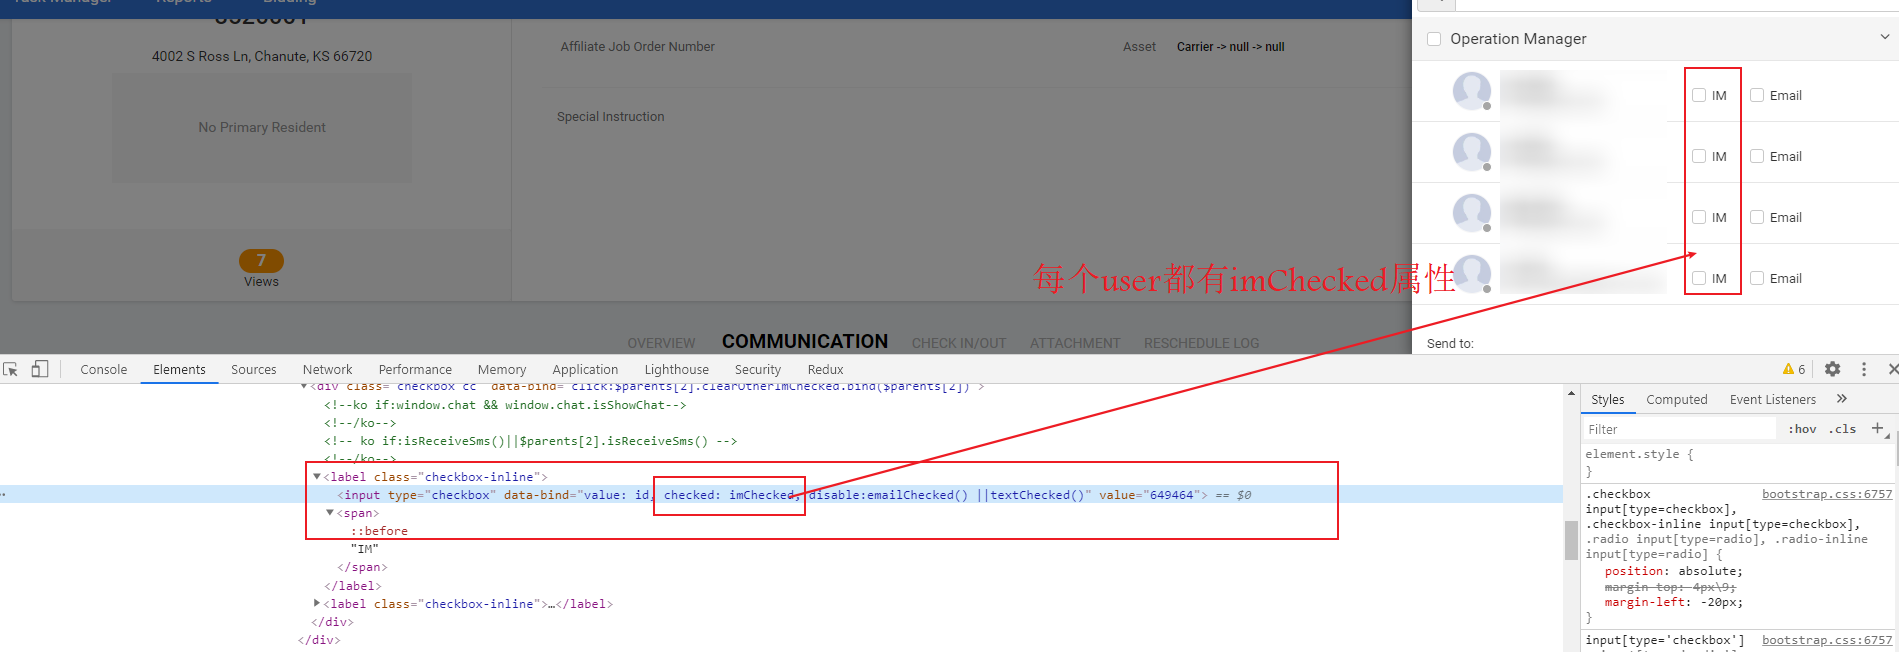 4002 S Ross Ln, Chanute, KS 66720
No Primary Resident
7
Views
Affiliate Job Order Number
Asset Carrier -> null -> null
Special Instruction
Operation Manager
IM Email
IM Email
IM Email
IM Email
Send to:
每个user都有imChecked属性
OVERVIEW COMMUNICATION CHECK IN/OUT ATTACHMENT RESCHEDULE LOG
Console Elements Sources Network Performance Memory Application Lighthouse Security Redux
6
<div class="checkbox cc" data-bind="click:$parents[2].clearOtherImChecked.bind($parents[2])">
<!--ko if:window.chat && window.chat.isShowChat-->
<!--/ko-->
<!-- ko if:isReceiveSms()||$parents[2].isReceiveSms() -->
<!--/ko-->
<label class="checkbox-inline">
<input type="checkbox" data-bind="value: id, checked: imChecked, disable:emailChecked() ||textChecked()" value="649464"> == $0
<span>
::before
"IM"
</span>
</label>
<label class="checkbox-inline">…</label>
</div>
</div>
Styles Computed Event Listeners »
Filter :hov .cls +
element.style {
}
.checkbox bootstrap.css:6757
input[type=checkbox],
.checkbox-inline input[type=checkbox],
.radio input[type=radio], .radio-inline
input[type=radio] {
position: absolute;
margin-top: 4px\9;
margin-left: -20px;
}
input[type='checkbox'] bootstrap.css:6757